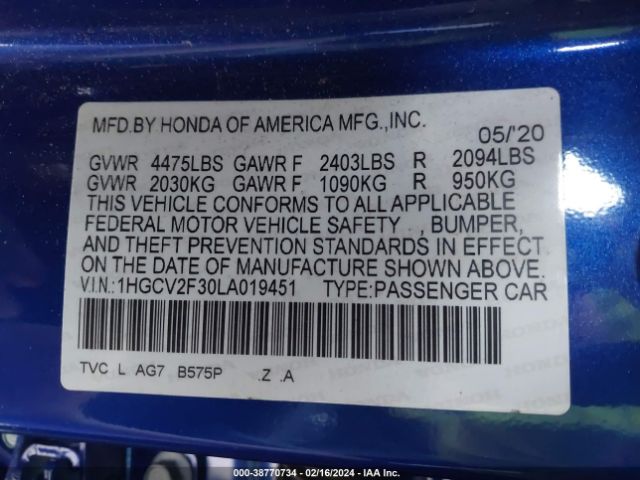 MFD.BY HONDA OF AMERICA MFG.,INC. 05/'20
GVWR 4475LBS GAWR F 2403LBS R 2094LBS
GVWR 2030KG GAWR F 1090KG R 950KG
THIS VEHICLE CONFORMS TO ALL APPLICABLE
FEDERAL MOTOR VEHICLE SAFETY , BUMPER,
AND THEFT PREVENTION STANDARDS IN EFFECT
ON THE DATE OF MANUFACTURE SHOWN ABOVE.
V.I.N.:1HGCV2F30LA019451 TYPE:PASSENGER CAR
TVC L AG7 B575P .Z .A
000-38770734 - 02/16/2024 - IAA Inc.